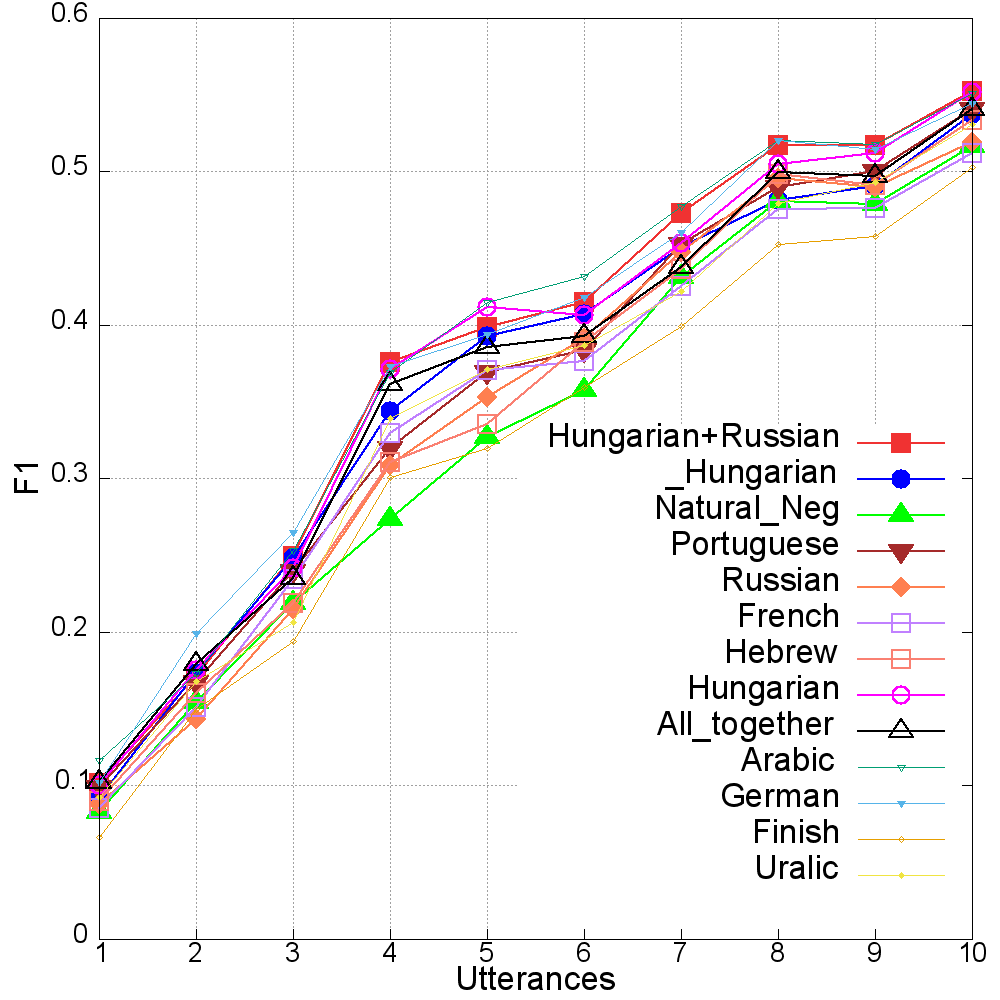 0.6
0.5
0.4
0.3
0.2
0.1
0
F1
Hungarian+Russian
_Hungarian
Natural_Neg
Portuguese
Russian
French
Hebrew
Hungarian
All_together
Arabic
German
Finish
Uralic
1 2 3 4 5 6 7 8 9 10
Utterances